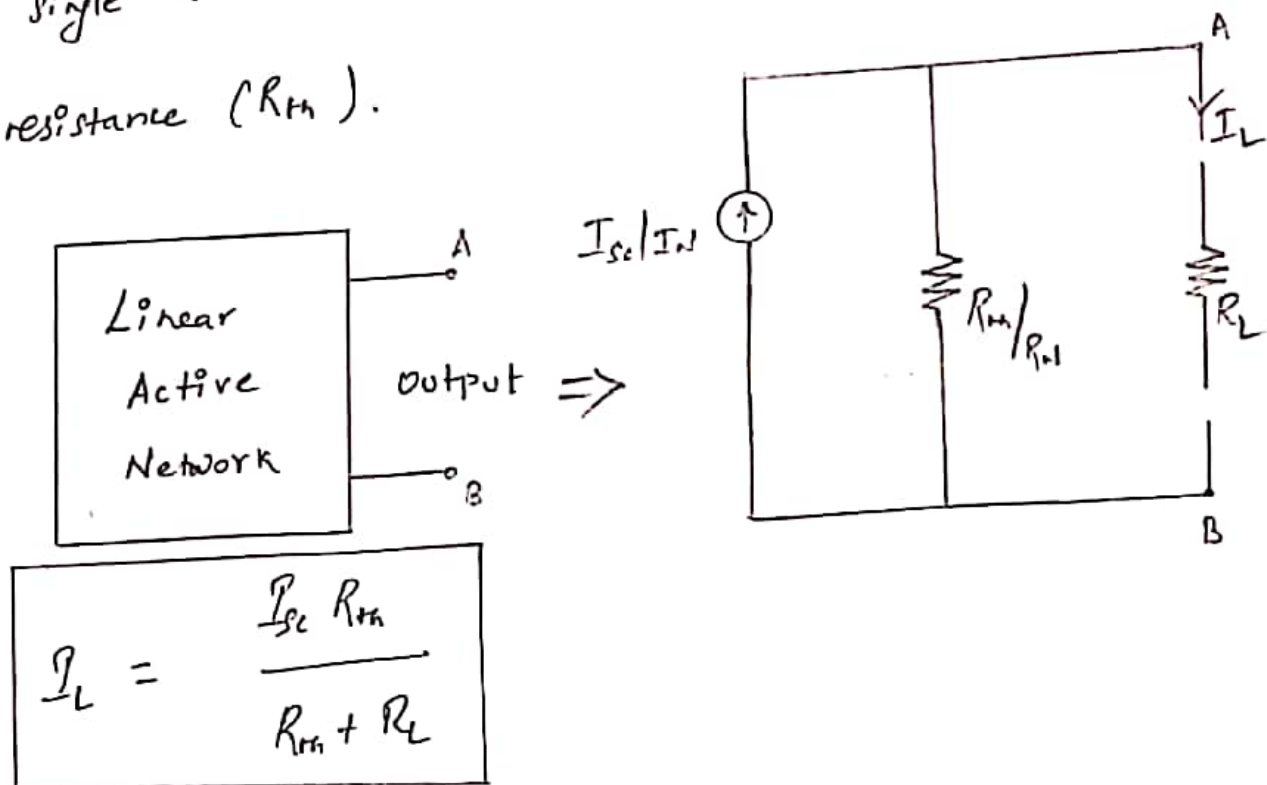 single
resistance (Rth).
A
Linear
Active
Network
output =>
B
Isc/IN
Rth/RN
A
IL
RL
B
IL = Isc Rth / Rth + RL